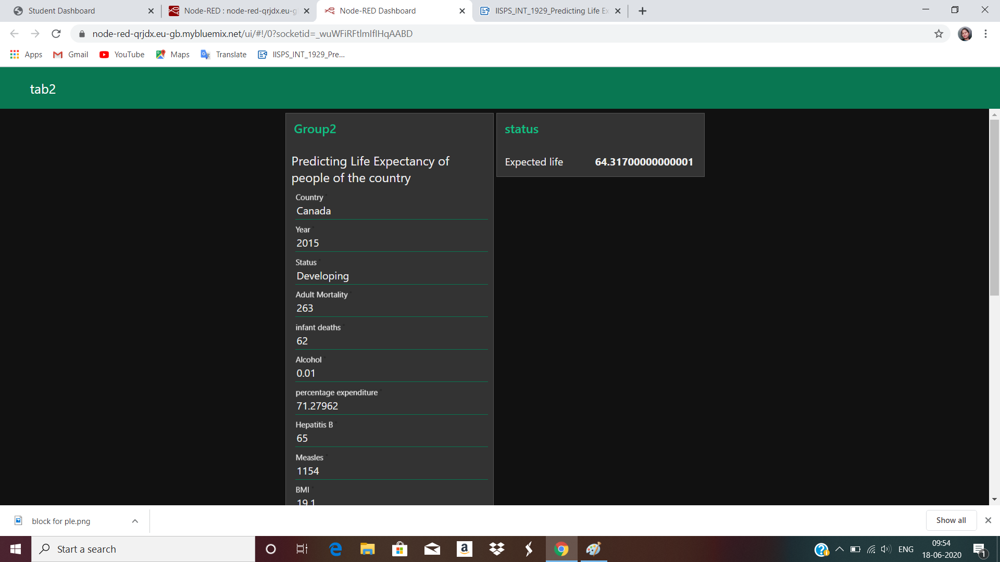 Student Dashboard
Node-RED : node-red-qrjdx.eu-g
Node-RED Dashboard
IISPS_INT_1929_Predicting Life Ex
node-red-qrjdx.eu-gb.mybluemix.net/ui/#!/0?socketid=_wuWFiRFtlmIfIHqAABD
Apps
Gmail
YouTube
Maps
Translate
IISPS_INT_1929_Pre...
tab2
Group2
Predicting Life Expectancy of
people of the country
Country
Canada
Year
2015
Status
Developing
Adult Mortality
263
infant deaths
62
Alcohol
0.01
percentage expenditure
71.27962
Hepatitis B
65
Measles
1154
BMI
19.1
status
Expected life 64.31700000000001
block for ple.png
Show all
Start a search
ENG
09:54
18-06-2020
1